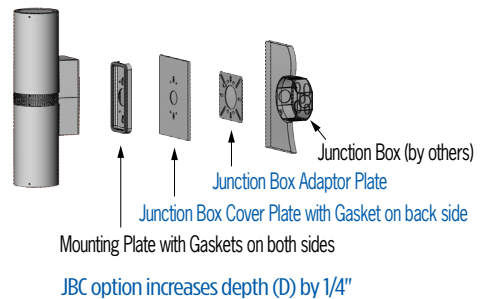 Junction Box (by others)
Junction Box Adaptor Plate
Junction Box Cover Plate with Gasket on back side
Mounting Plate with Gaskets on both sides
JBC option increases depth (D) by 1/4"